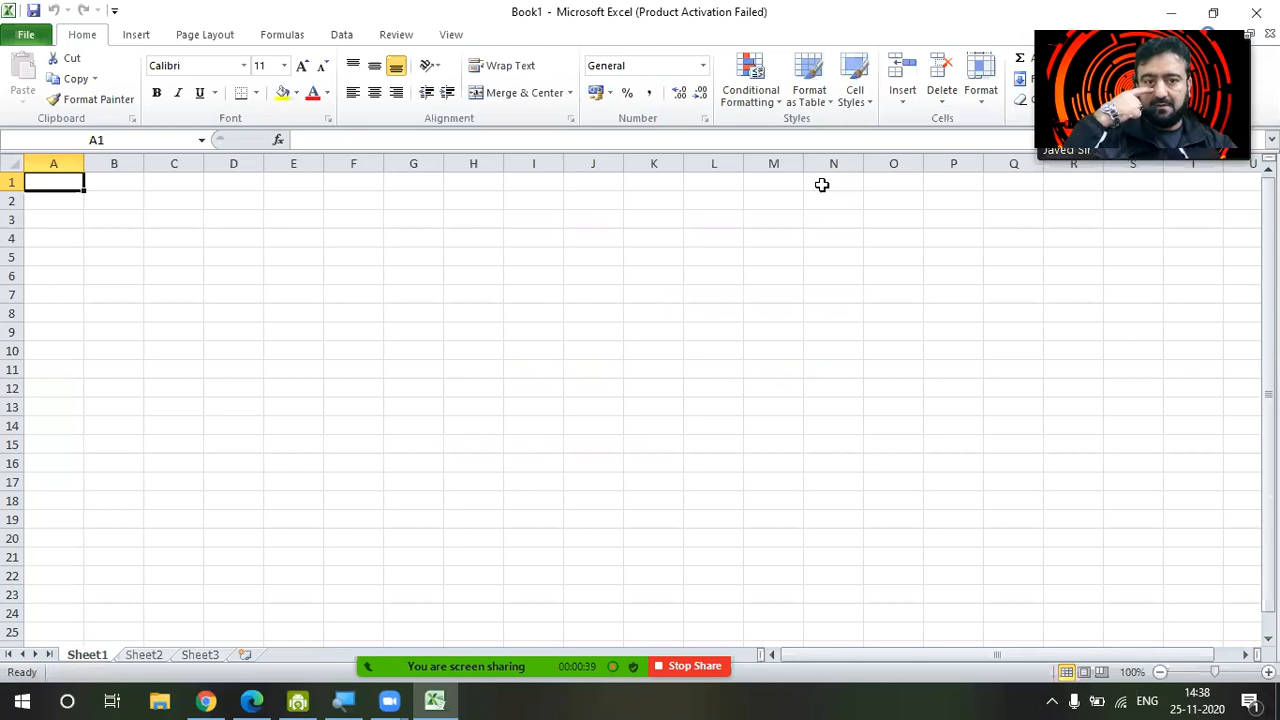 Book1 - Microsoft Excel (Product Activation Failed)
File Home Insert Page Layout Formulas Data Review View
Cut
Copy
Format Painter
Paste
Clipboard
Calibri 11
B I U
Font
Wrap Text
Merge & Center
Alignment
General
%
Number
Conditional Formatting
Format as Table
Cell Styles
Styles
Insert Delete Format
Cells
Javed Sir
A1 fx
A B C D E F G H I J K L M N O P Q R S T U
1
2
3
4
5
6
7
8
9
10
11
12
13
14
15
16
17
18
19
20
21
22
23
24
25
Sheet1 Sheet2 Sheet3
You are screen sharing 00:00:39 Stop Share
Ready 100%
ENG 14:38
25-11-2020
1